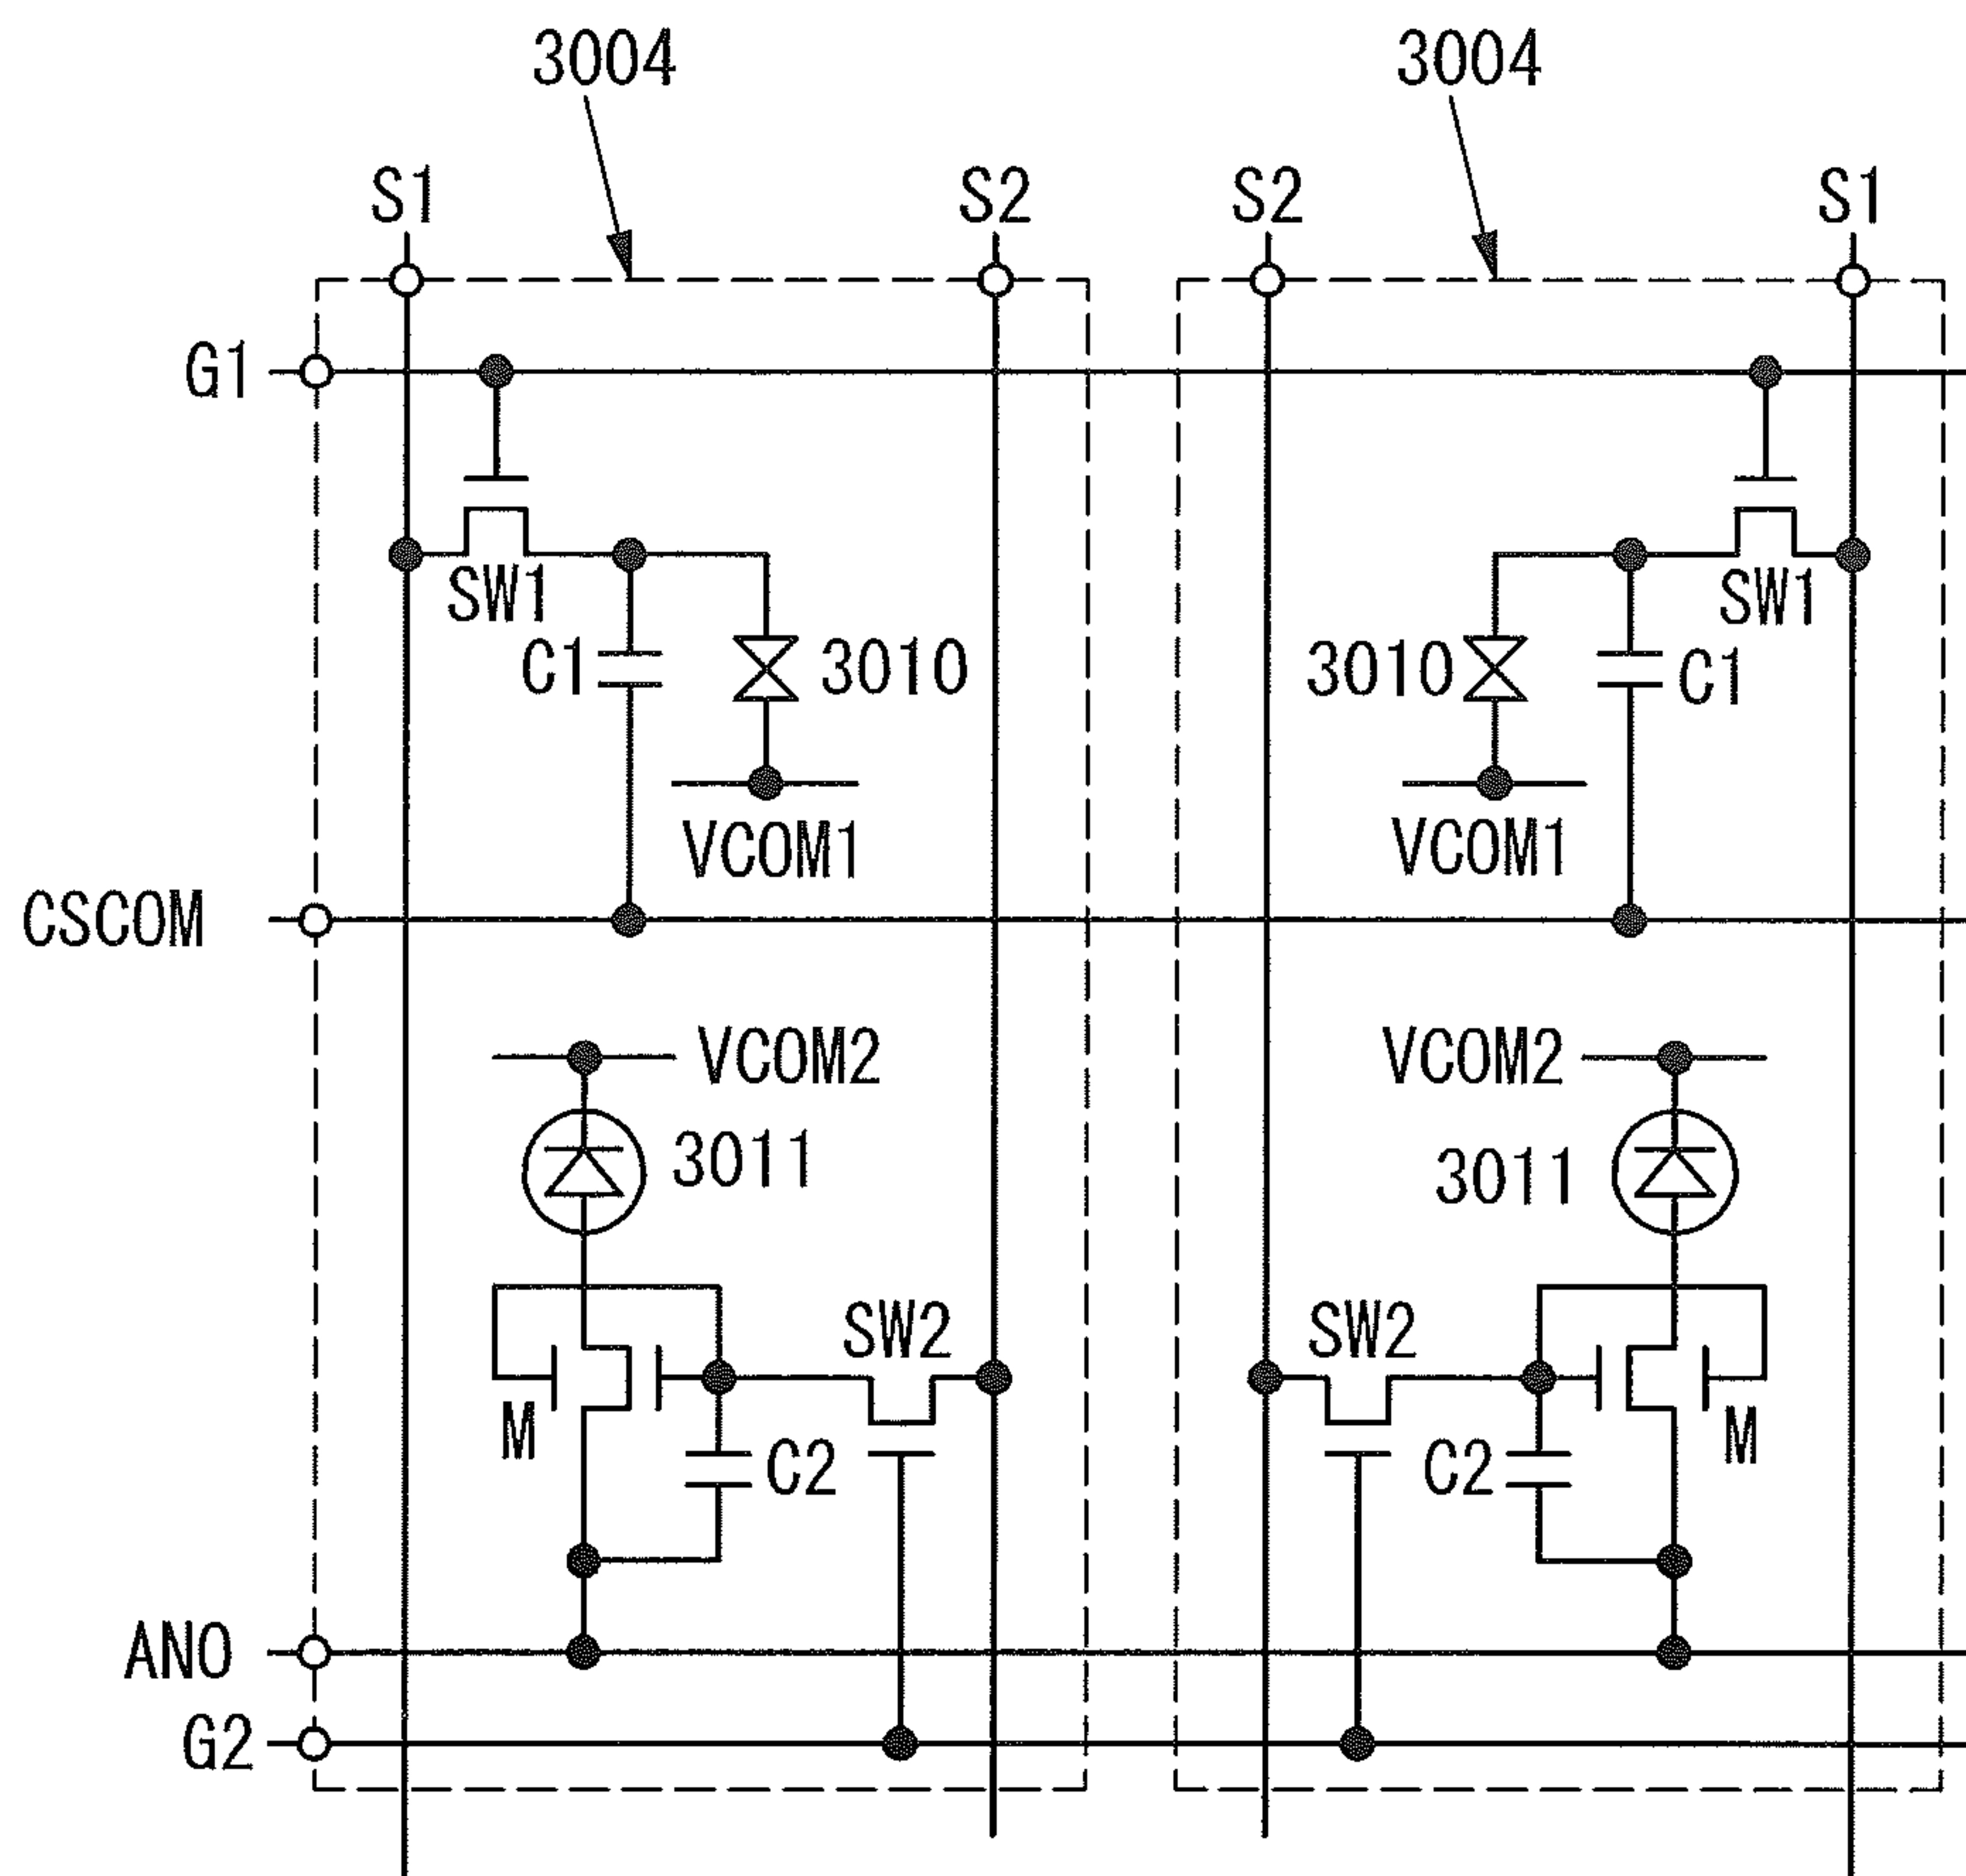 3004 3004
S1 S2 S2 S1
G1
SW1 SW1
C1 3010 3010 C1
VCOM1 VCOM1
CSCOM
VCOM2 VCOM2
3011 3011
SW2 SW2
M M
C2 C2
ANO
G2